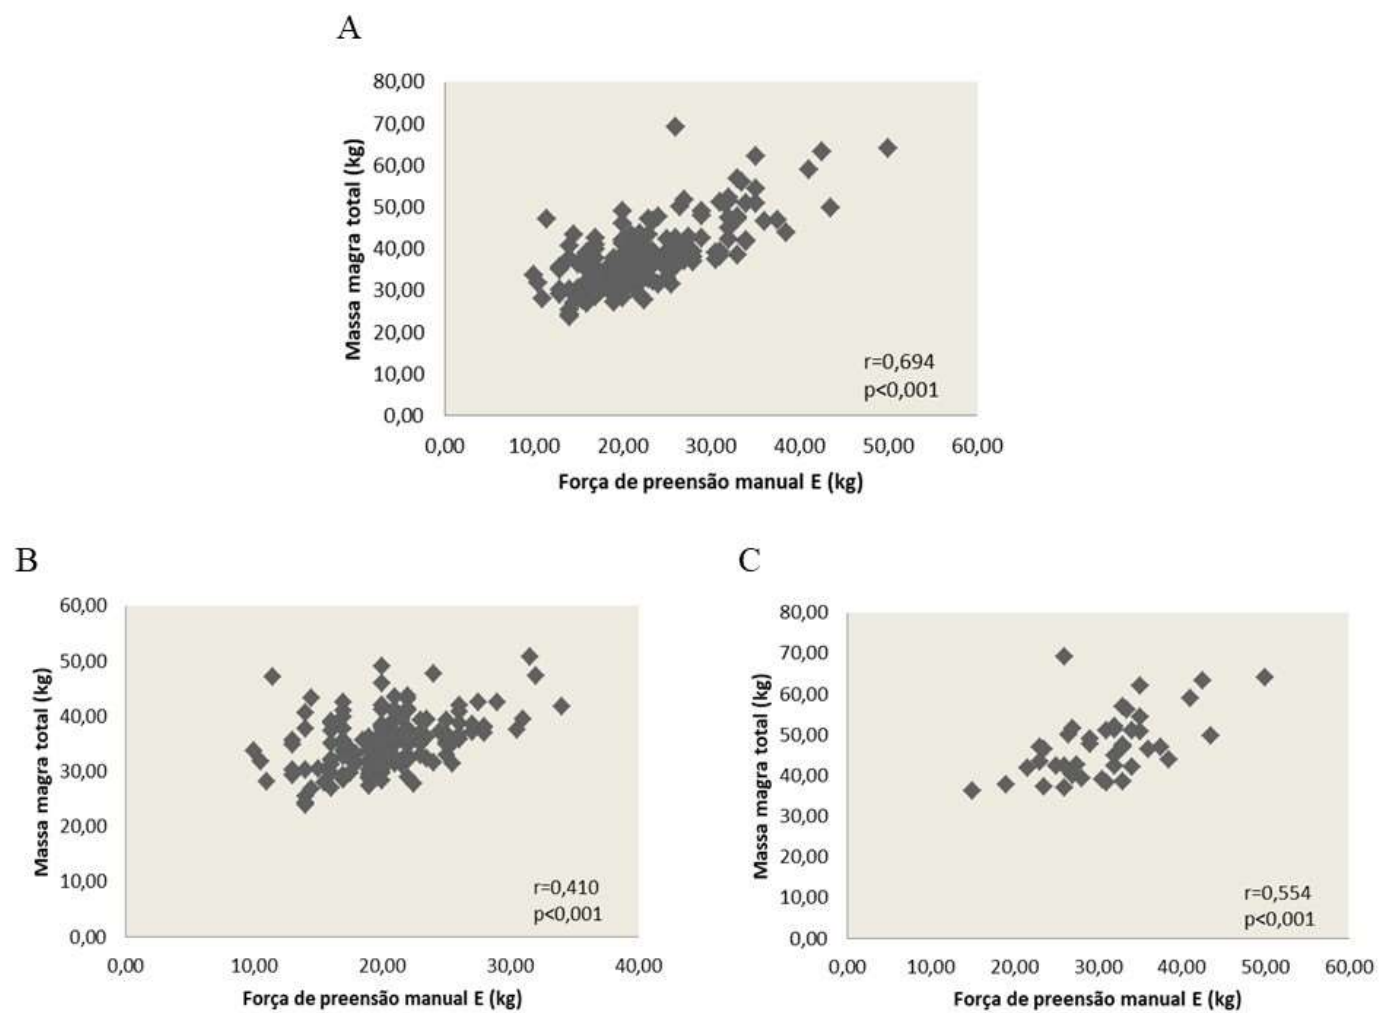 A
80,00
70,00
60,00
50,00
40,00
30,00
20,00
10,00
0,00
Massa magra total (kg)
r=0,694
p<0,001
0,00 10,00 20,00 30,00 40,00 50,00 60,00
Força de preensão manual E (kg)
B
60,00
50,00
40,00
30,00
20,00
10,00
0,00
Massa magra total (kg)
r=0,410
p<0,001
0,00 10,00 20,00 30,00 40,00
Força de preensão manual E (kg)
C
80,00
70,00
60,00
50,00
40,00
30,00
20,00
10,00
0,00
Massa magra total (kg)
r=0,554
p<0,001
0,00 10,00 20,00 30,00 40,00 50,00 60,00
Força de preensão manual E (kg)